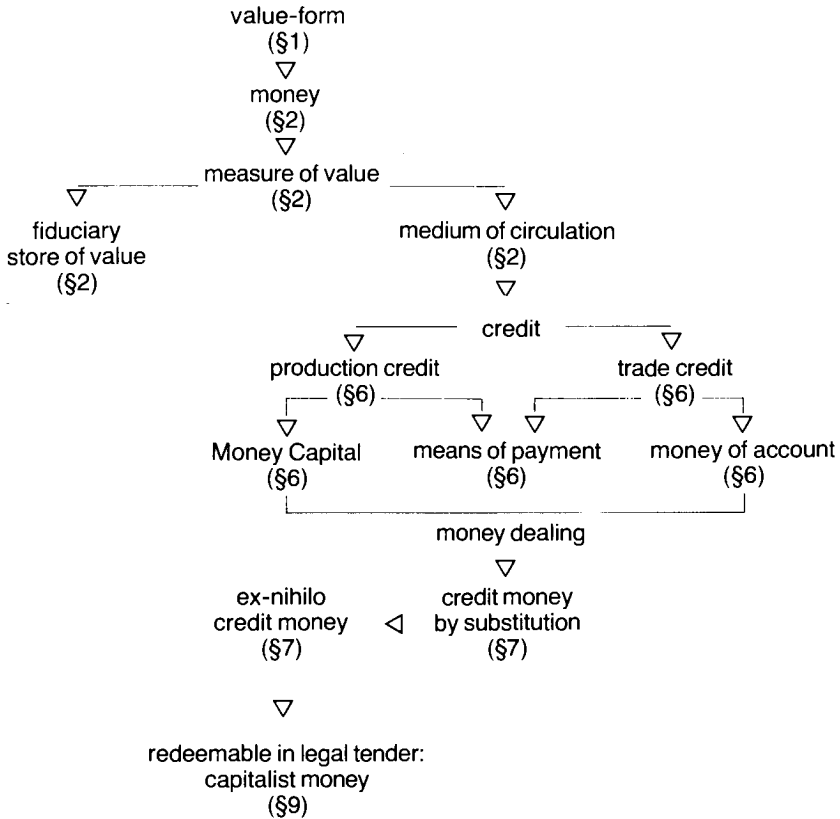 value-form
(§1)
money
(§2)
measure of value
(§2)
fiduciary
store of value
(§2)
medium of circulation
(§2)
credit
production credit
(§6)
trade credit
(§6)
Money Capital
(§6)
means of payment
(§6)
money of account
(§6)
money dealing
ex-nihilo
credit money
(§7)
credit money
by substitution
(§7)
redeemable in legal tender:
capitalist money
(§9)